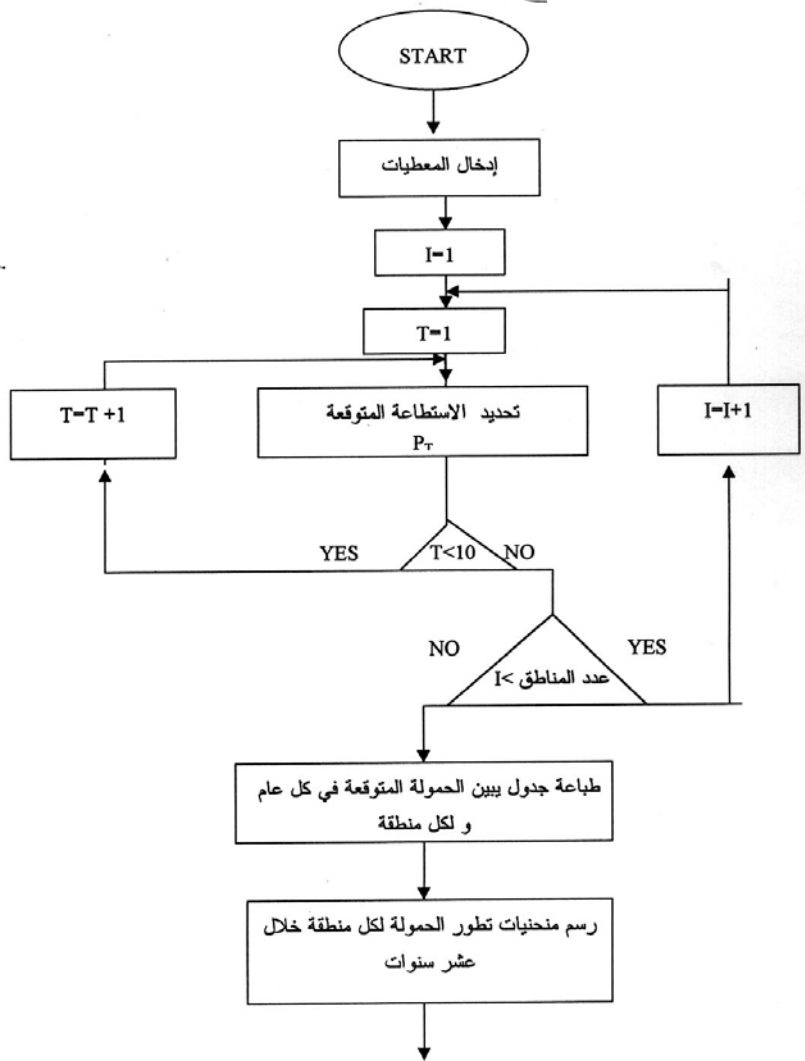 START
إدخال المعطيات
I=1
T=1
T=T +1
تحديد الاستطاعة المتوقعة
P_T
I=I+1
YES
T<10
NO
NO
YES
عدد المناطق >I
طباعة جدول يبين الحمولة المتوقعة في كل عام
و لكل منطقة
رسم منحنيات تطور الحمولة لكل منطقة خلال
عشر سنوات